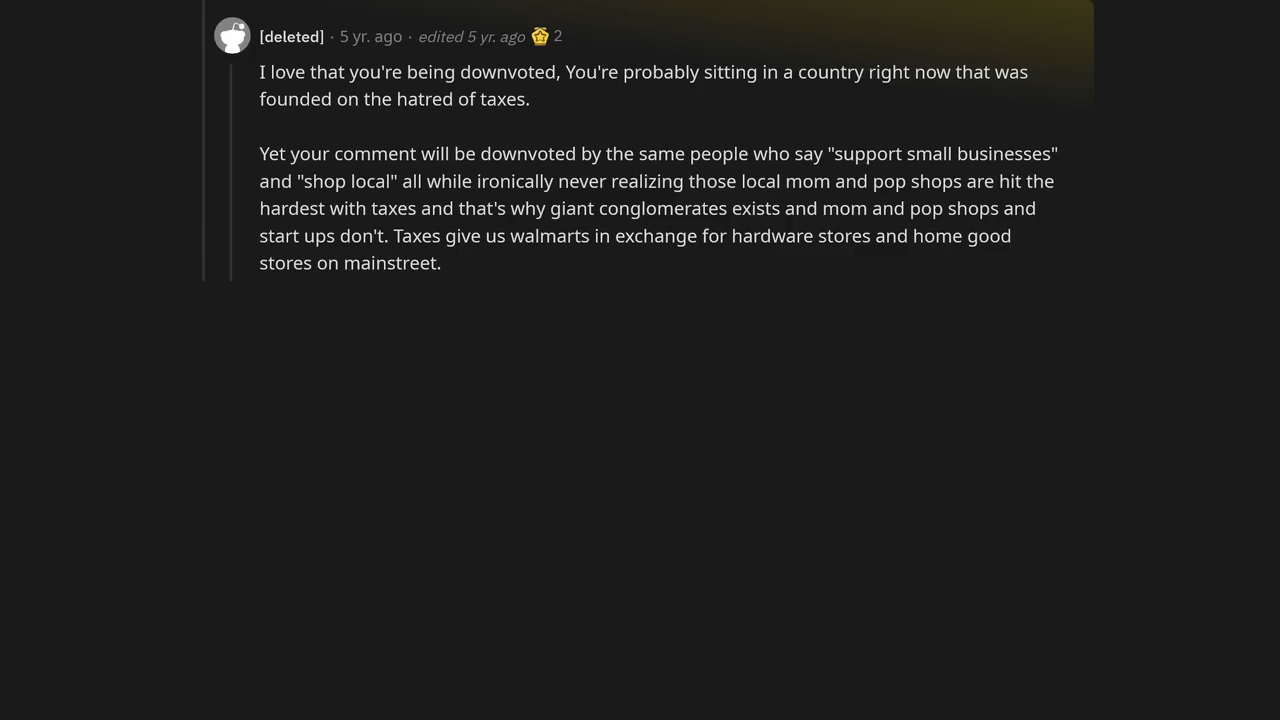 [deleted] · 5 yr. ago · edited 5 yr. ago 2
I love that you're being downvoted, You're probably sitting in a country right now that was
founded on the hatred of taxes.
Yet your comment will be downvoted by the same people who say "support small businesses"
and "shop local" all while ironically never realizing those local mom and pop shops are hit the
hardest with taxes and that's why giant conglomerates exists and mom and pop shops and
start ups don't. Taxes give us walmarts in exchange for hardware stores and home good
stores on mainstreet.